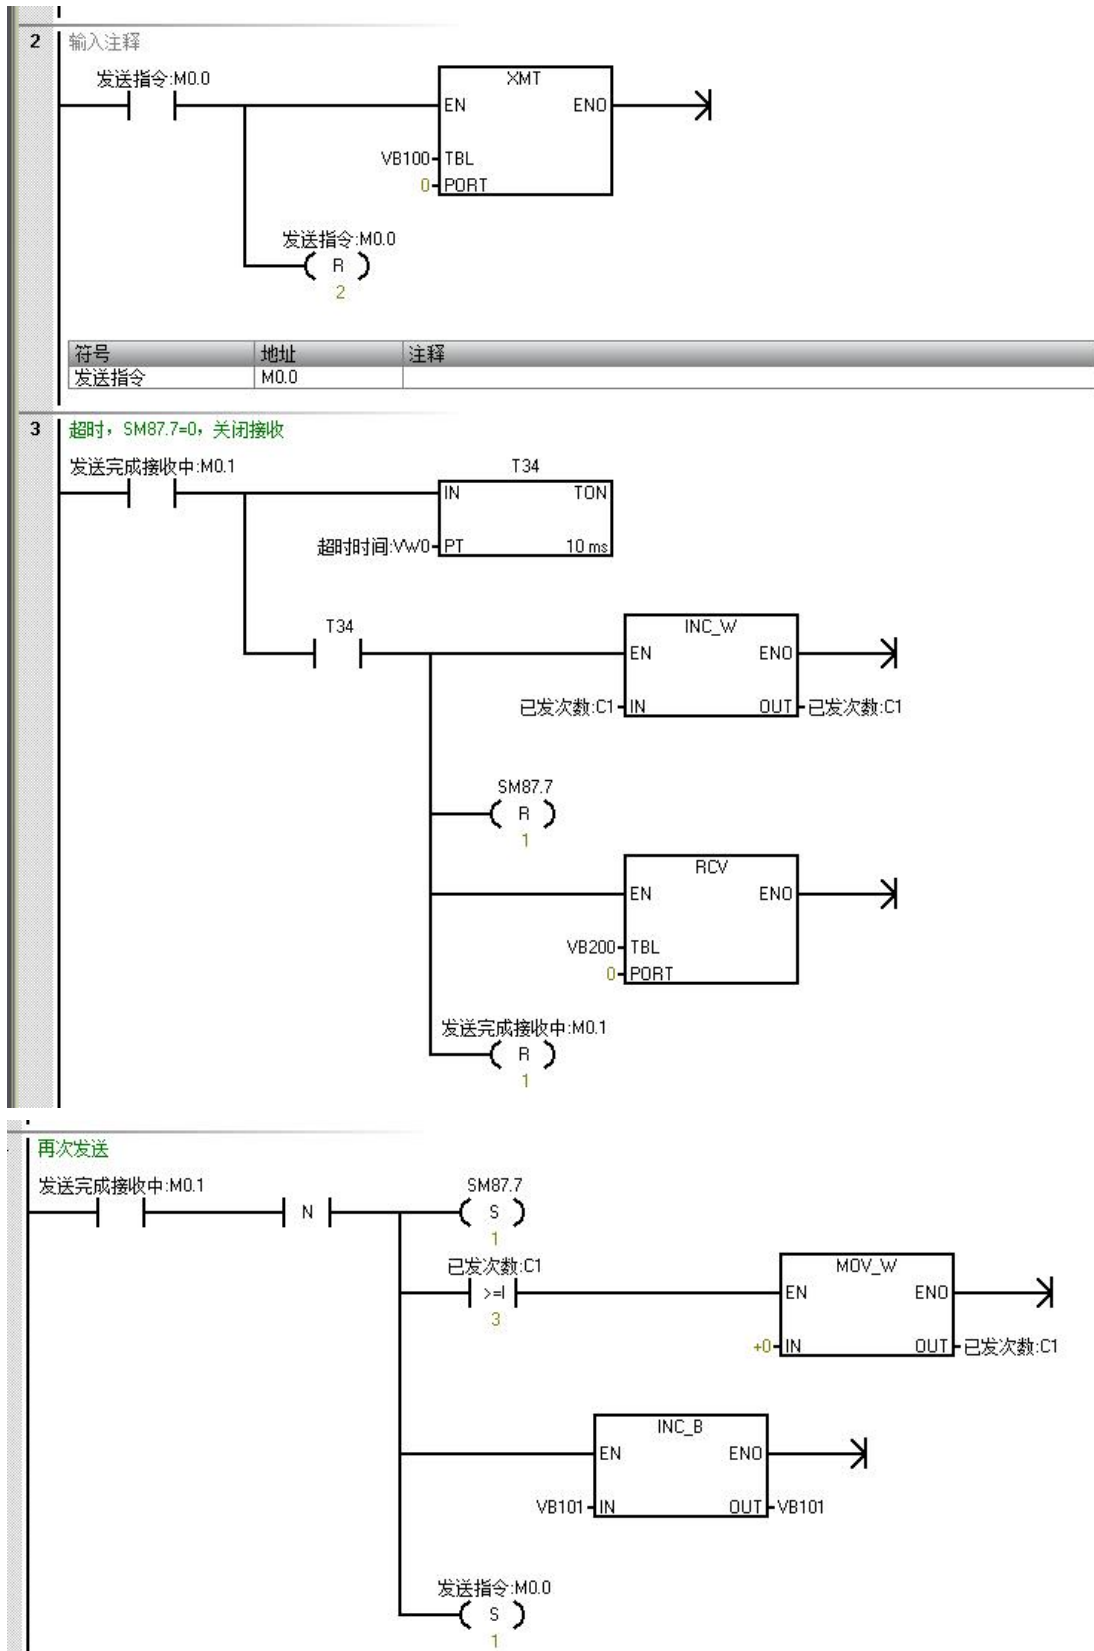 2 输入注释
发送指令:M0.0
XMT
EN ENO
VB100 TBL
0 PORT
发送指令:M0.0
R
2
符号 地址 注释
发送指令 M0.0
3 超时，SM87.7=0，关闭接收
发送完成接收中:M0.1 T34
IN TON
超时时间:VW0 PT 10 ms
T34 INC_W
EN ENO
已发次数:C1 IN OUT 已发次数:C1
SM87.7
R
1
RCV
EN ENO
VB200 TBL
0 PORT
发送完成接收中:M0.1
R
1
再次发送
发送完成接收中:M0.1 SM87.7
N S
1
已发次数:C1 MOV_W
>=I EN ENO
3
+0 IN OUT 已发次数:C1
INC_B
EN ENO
VB101 IN OUT VB101
发送指令:M0.0
S
1